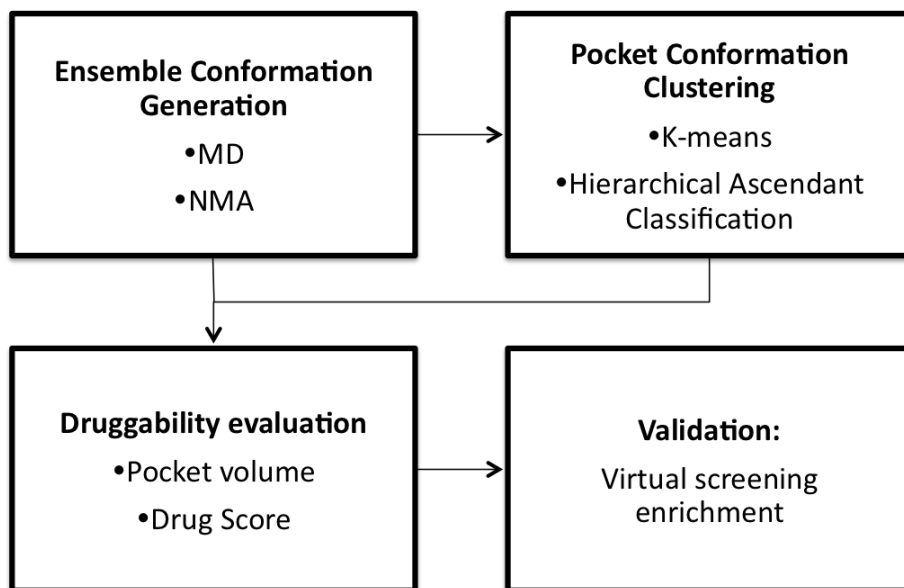 Ensemble Conformation
Generation
•MD
•NMA
Pocket Conformation
Clustering
•K-means
•Hierarchical Ascendant
Classification
Druggability evaluation
•Pocket volume
•Drug Score
Validation:
Virtual screening
enrichment